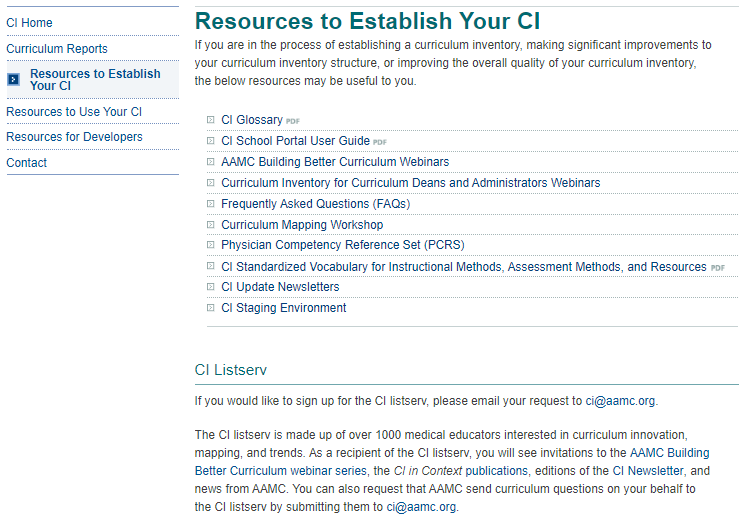 CI Home
Curriculum Reports
Resources to Establish
Your CI
Resources to Use Your CI
Resources for Developers
Contact
Resources to Establish Your CI
If you are in the process of establishing a curriculum inventory, making significant improvements to
your curriculum inventory structure, or improving the overall quality of your curriculum inventory,
the below resources may be useful to you.
CI Glossary PDF
CI School Portal User Guide PDF
AAMC Building Better Curriculum Webinars
Curriculum Inventory for Curriculum Deans and Administrators Webinars
Frequently Asked Questions (FAQs)
Curriculum Mapping Workshop
Physician Competency Reference Set (PCRS)
CI Standardized Vocabulary for Instructional Methods, Assessment Methods, and Resources PDF
CI Update Newsletters
CI Staging Environment
CI Listserv
If you would like to sign up for the CI listserv, please email your request to ci@aamc.org.
The CI listserv is made up of over 1000 medical educators interested in curriculum innovation,
mapping, and trends. As a recipient of the CI listserv, you will see invitations to the AAMC Building
Better Curriculum webinar series, the CI in Context publications, editions of the CI Newsletter, and
news from AAMC. You can also request that AAMC send curriculum questions on your behalf to
the CI listserv by submitting them to ci@aamc.org.